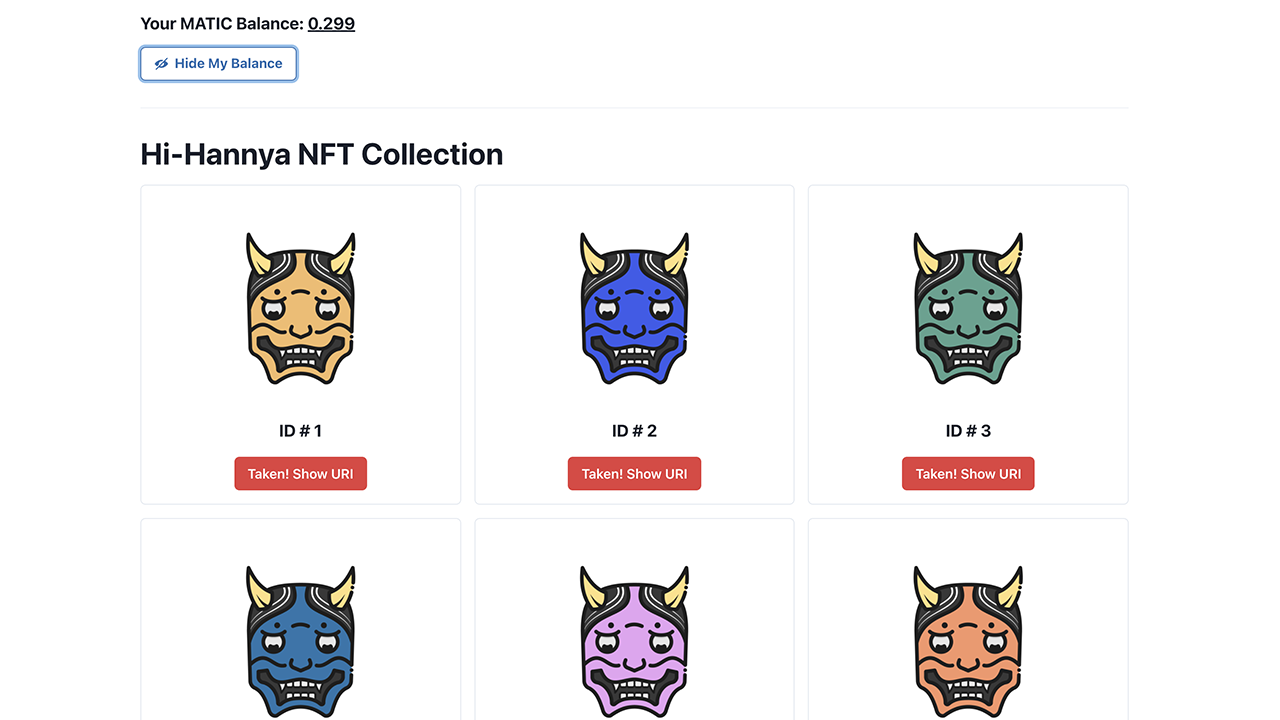 Your MATIC Balance: 0.299
Hide My Balance
Hi-Hannya NFT Collection
ID # 1
ID # 2
ID # 3
Taken! Show URI
Taken! Show URI
Taken! Show URI